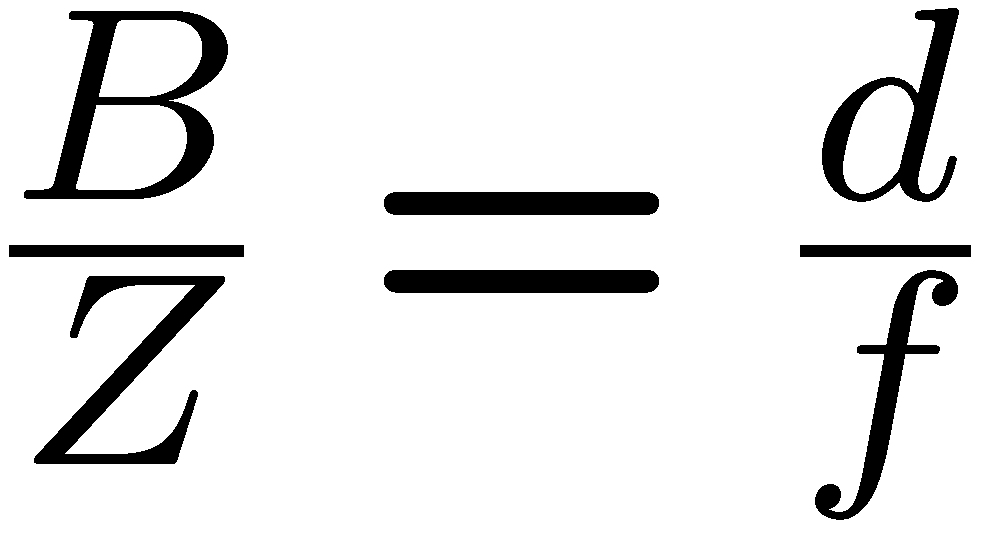 B/Z = d/f